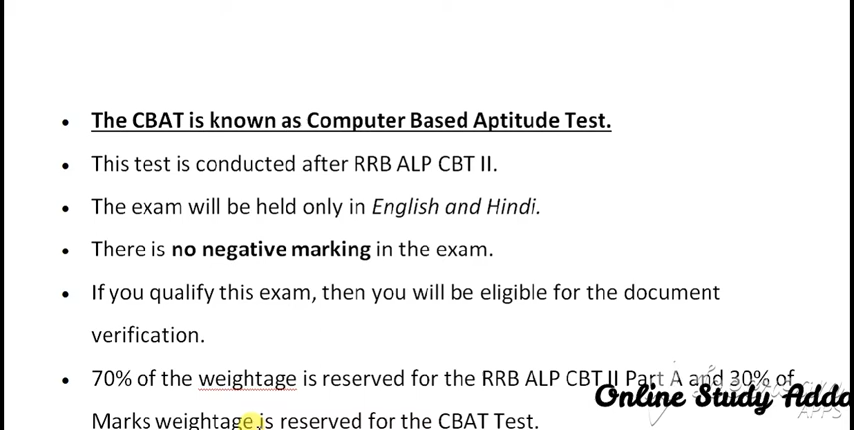 The CBAT is known as Computer Based Aptitude Test.
This test is conducted after RRB ALP CBT II.
The exam will be held only in English and Hindi.
There is no negative marking in the exam.
If you qualify this exam, then you will be eligible for the document
verification.
70% of the weightage is reserved for the RRB ALP CBT II Part A and 30% of
Online Study Adda
APPS
Marks weightage is reserved for the CBAT Test.